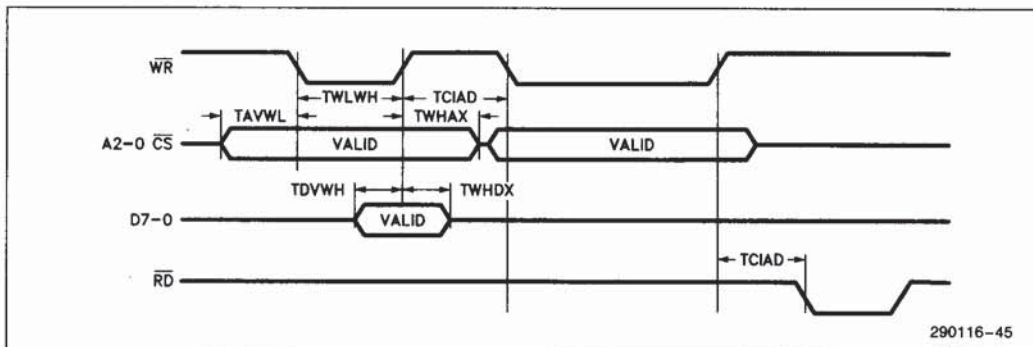 WR
TWLWH
TCIAD
TAVWL
TWHAX
A2-0 CS
VALID
VALID
TDVWH
TWHDX
D7-0
VALID
TCIAD
RD
290116-45